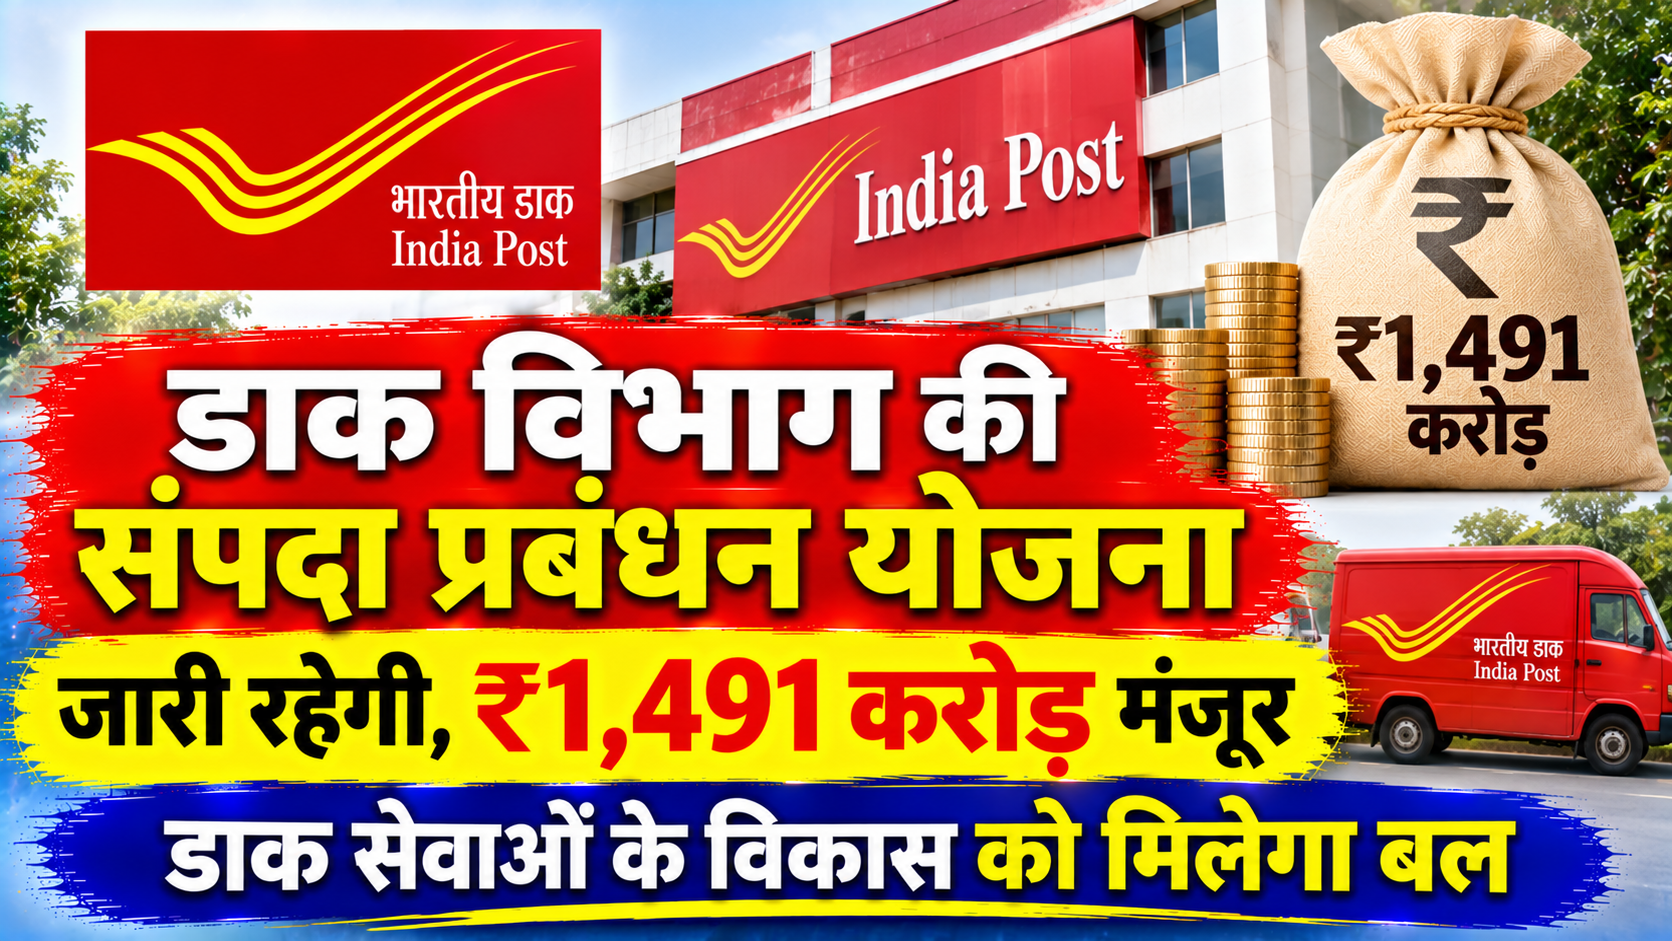 भारतीय डाक
India Post
India Post
₹
₹1,491
करोड़
डाक विभाग की
संपदा प्रबंधन योजना
जारी रहेगी, ₹1,491 करोड़ मंजूर
डाक सेवाओं के विकास को मिलेगा बल
भारतीय डाक
India Post